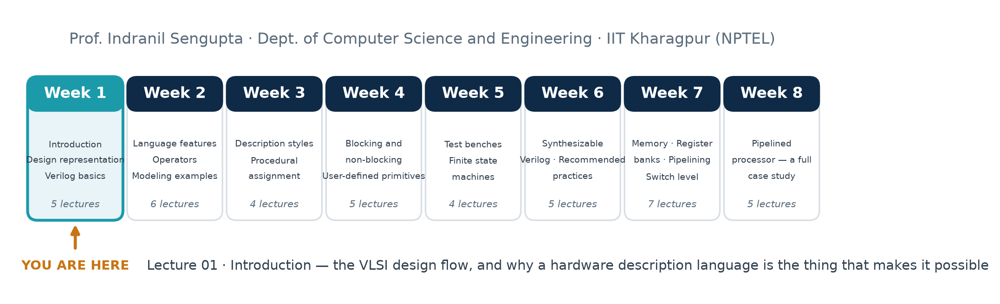 Prof. Indranil Sengupta · Dept. of Computer Science and Engineering · IIT Kharagpur (NPTEL)
Week 1
Introduction
Design representation
Verilog basics
5 lectures
Week 2
Language features
Operators
Modeling examples
6 lectures
Week 3
Description styles
Procedural
assignment
4 lectures
Week 4
Blocking and
non-blocking
User-defined primitives
5 lectures
Week 5
Test benches
Finite state
machines
4 lectures
Week 6
Synthesizable
Verilog · Recommended
practices
5 lectures
Week 7
Memory · Register
banks · Pipelining
Switch level
7 lectures
Week 8
Pipelined
processor — a full
case study
5 lectures
YOU ARE HERE
Lecture 01 · Introduction — the VLSI design flow, and why a hardware description language is the thing that makes it possible